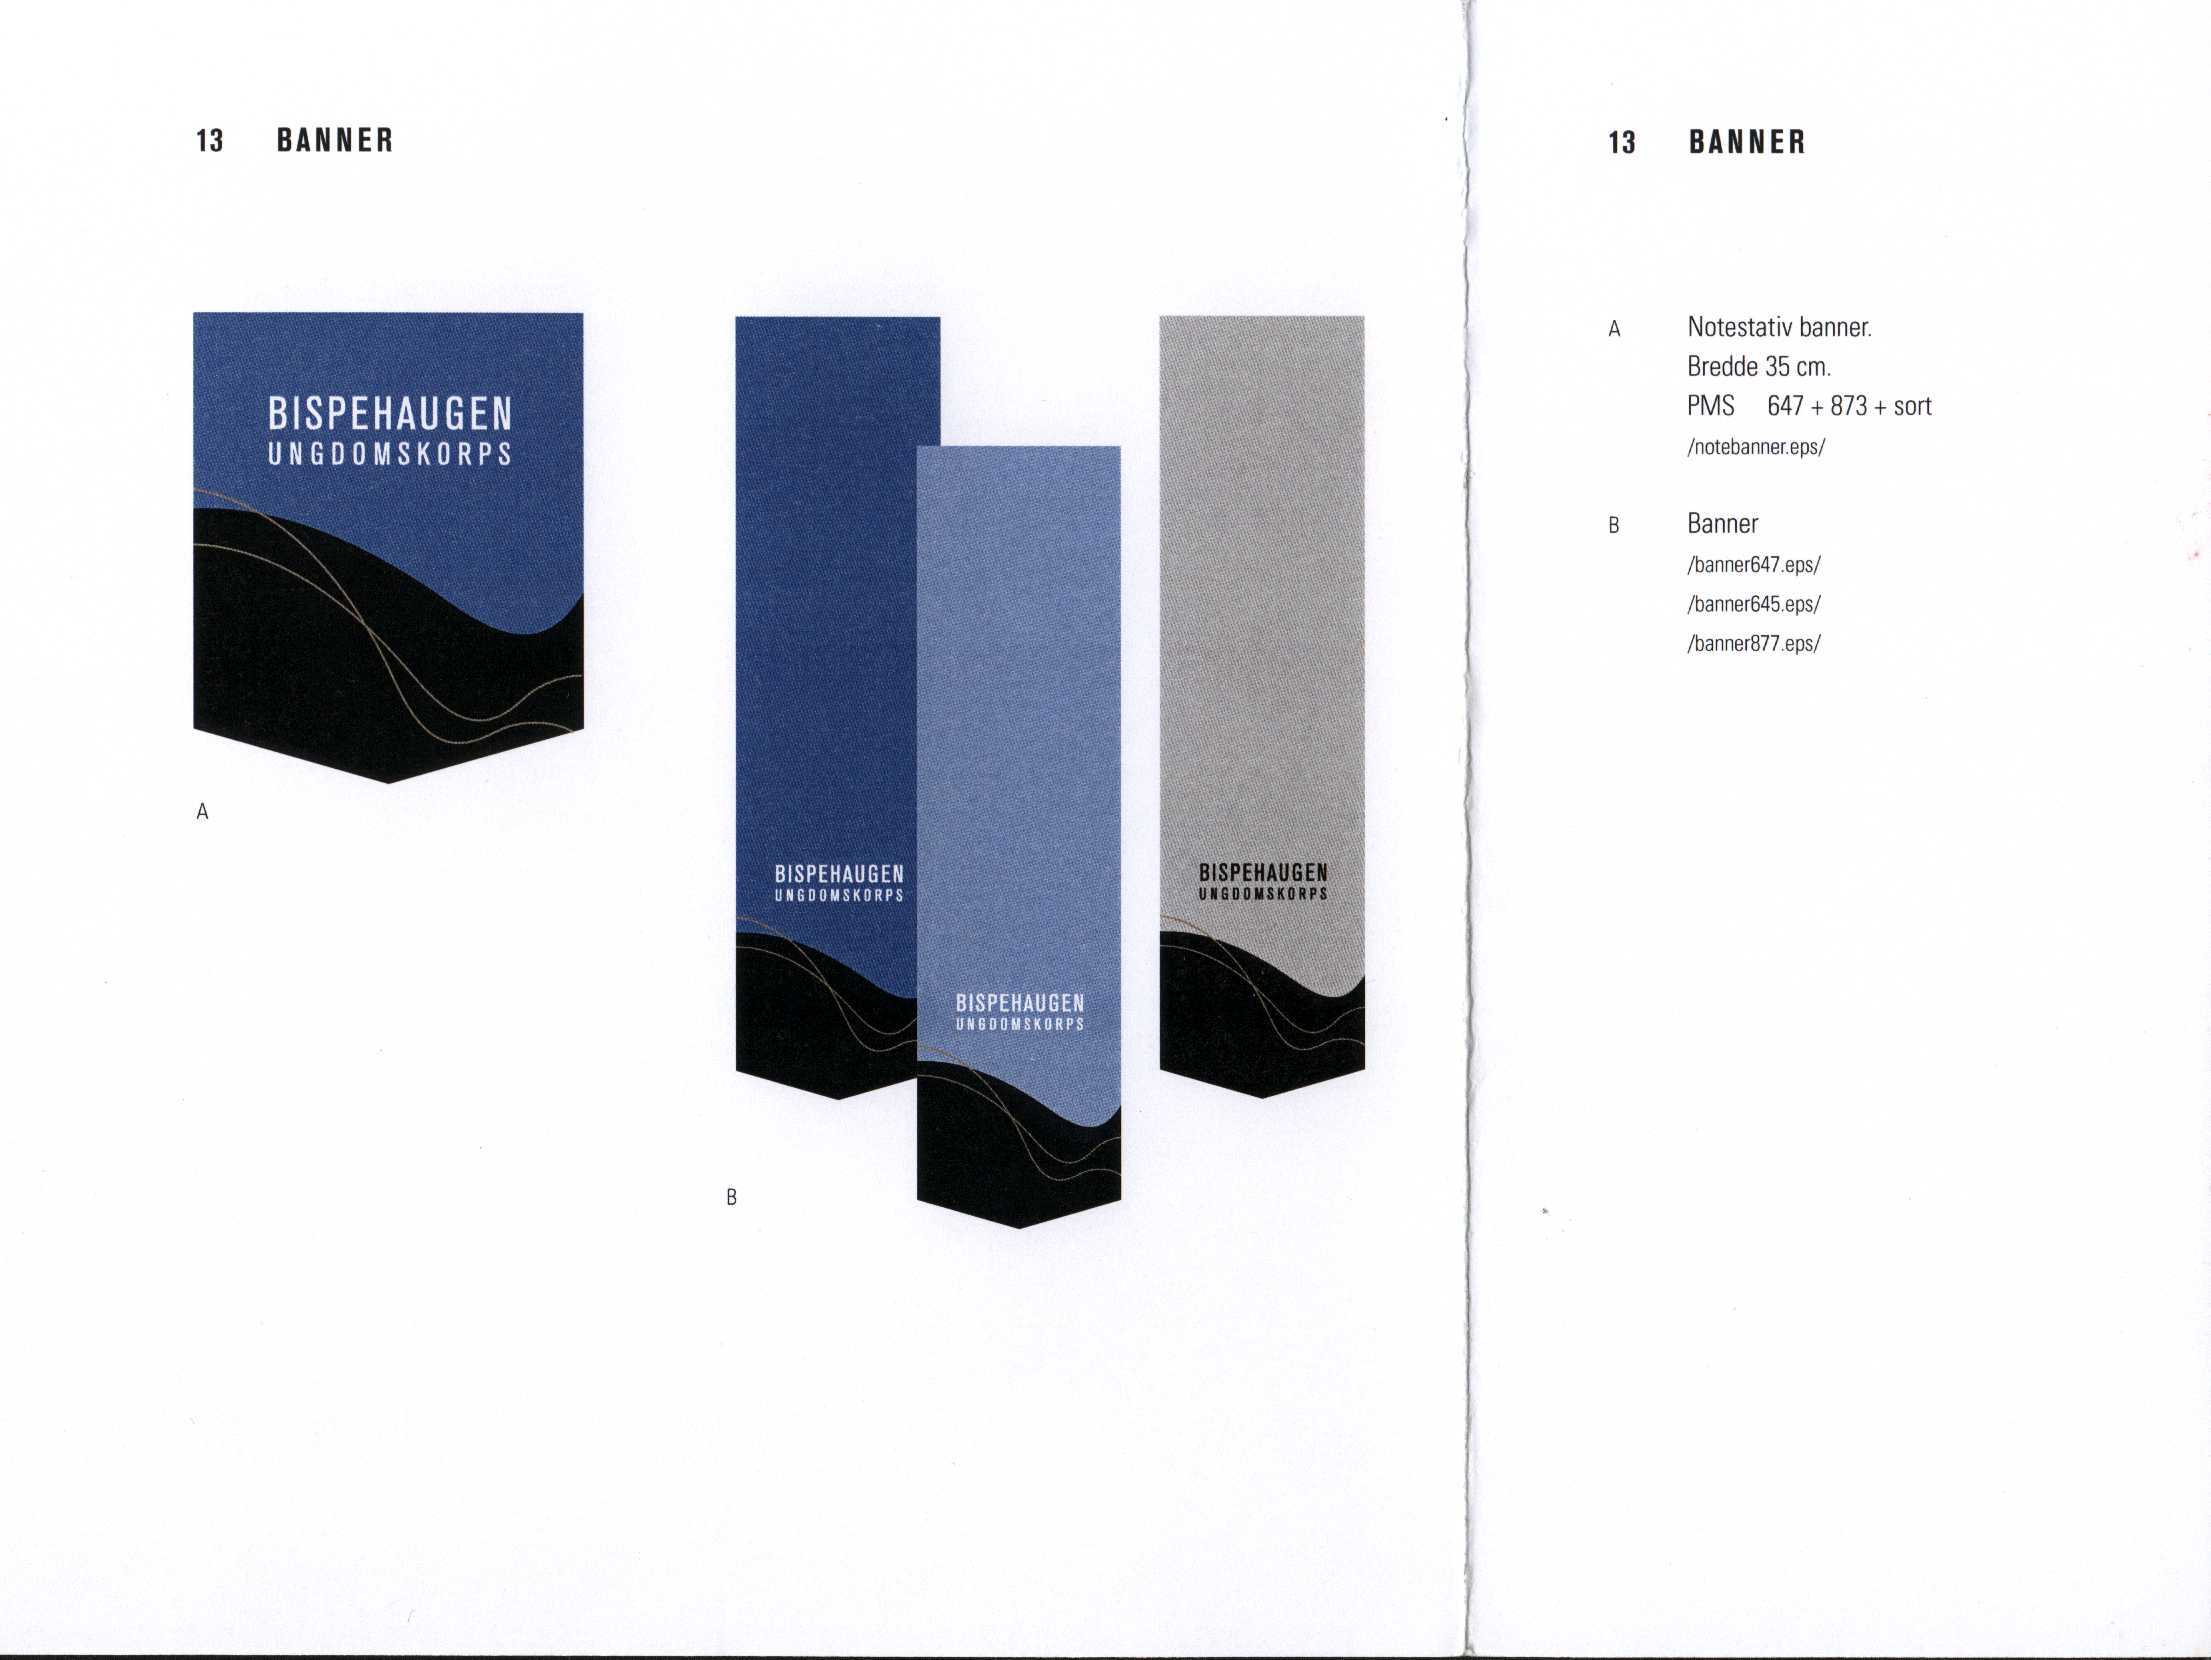 13 BANNER
BISPEHAUGEN
UNGDOMSKORPS
A
BISPEHAUGEN
UNGDOMSKORPS
BISPEHAUGEN
UNGDOMSKORPS
BISPEHAUGEN
UNGDOMSKORPS
B
13 BANNER
A Notestativ banner.
Bredde 35 cm.
PMS 647 + 873 + sort
/notebanner.eps/
B Banner
/banner647.eps/
/banner645.eps/
/banner877.eps/